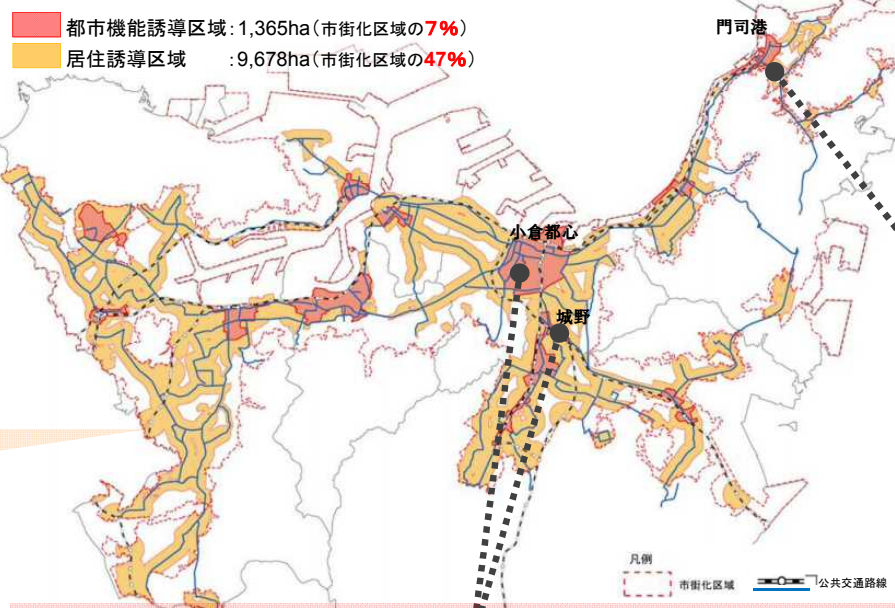 都市機能誘導区域：1,365ha（市街化区域の7%）
居住誘導区域　　：9,678ha（市街化区域の47%）
門司港
小倉都心
城野
凡例
市街化区域
公共交通路線